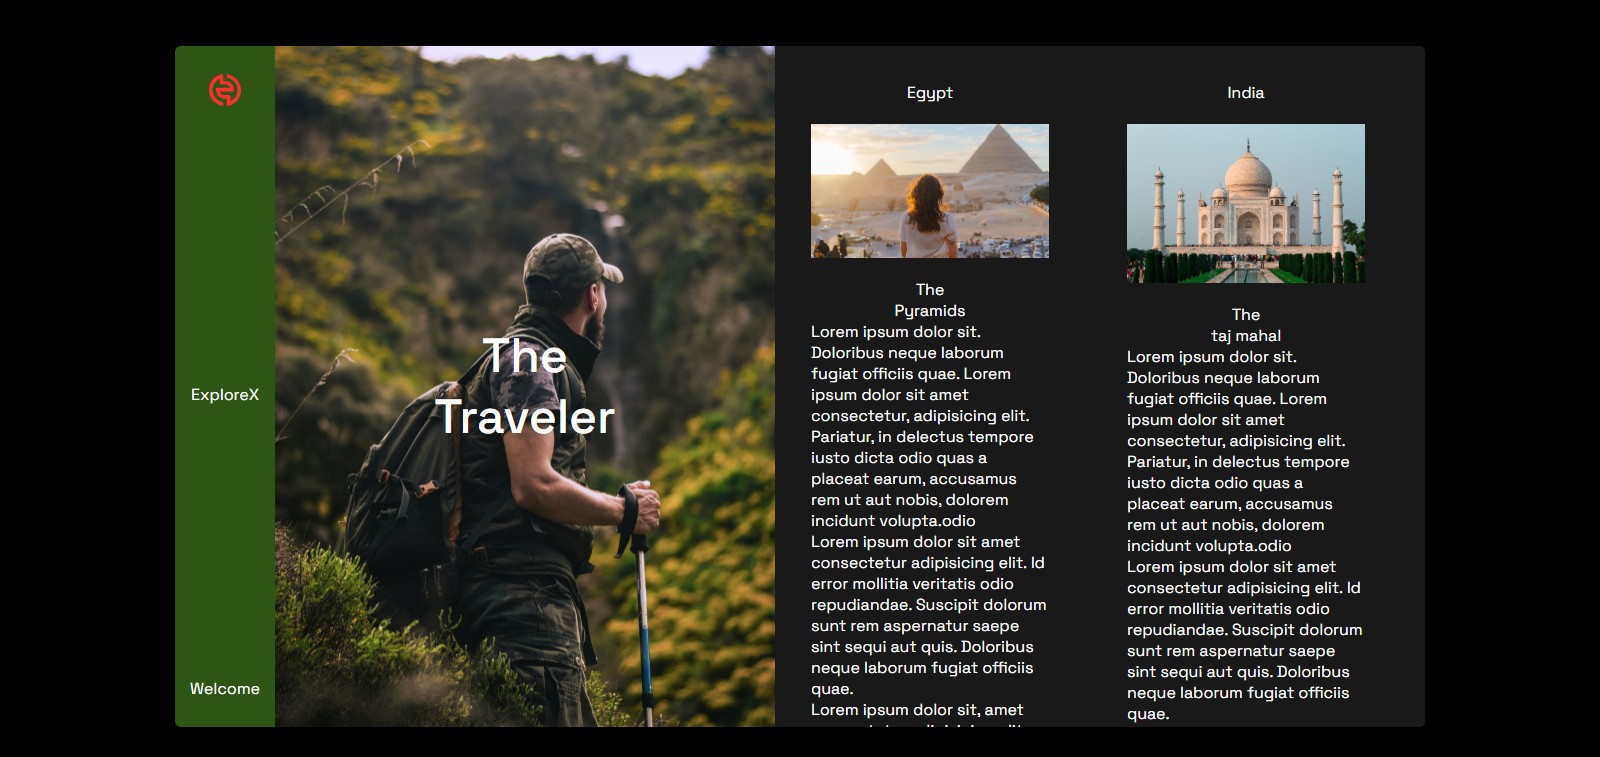 ExploreX
Welcome
The
Traveler
Egypt
The
Pyramids
Lorem ipsum dolor sit.
Doloribus neque laborum
fugiat officiis quae. Lorem
ipsum dolor sit amet
consectetur, adipisicing elit.
Pariatur, in delectus tempore
iusto dicta odio quas a
placeat earum, accusamus
rem ut aut nobis, dolorem
incidunt volupta.odio
Lorem ipsum dolor sit amet
consectetur adipisicing elit. Id
error mollitia veritatis odio
repudiandae. Suscipit dolorum
sunt rem aspernatur saepe
sint sequi aut quis. Doloribus
neque laborum fugiat officiis
quae.
Lorem ipsum dolor sit, amet
India
The
taj mahal
Lorem ipsum dolor sit.
Doloribus neque laborum
fugiat officiis quae. Lorem
ipsum dolor sit amet
consectetur, adipisicing elit.
Pariatur, in delectus tempore
iusto dicta odio quas a
placeat earum, accusamus
rem ut aut nobis, dolorem
incidunt volupta.odio
Lorem ipsum dolor sit amet
consectetur adipisicing elit. Id
error mollitia veritatis odio
repudiandae. Suscipit dolorum
sunt rem aspernatur saepe
sint sequi aut quis. Doloribus
neque laborum fugiat officiis
quae.